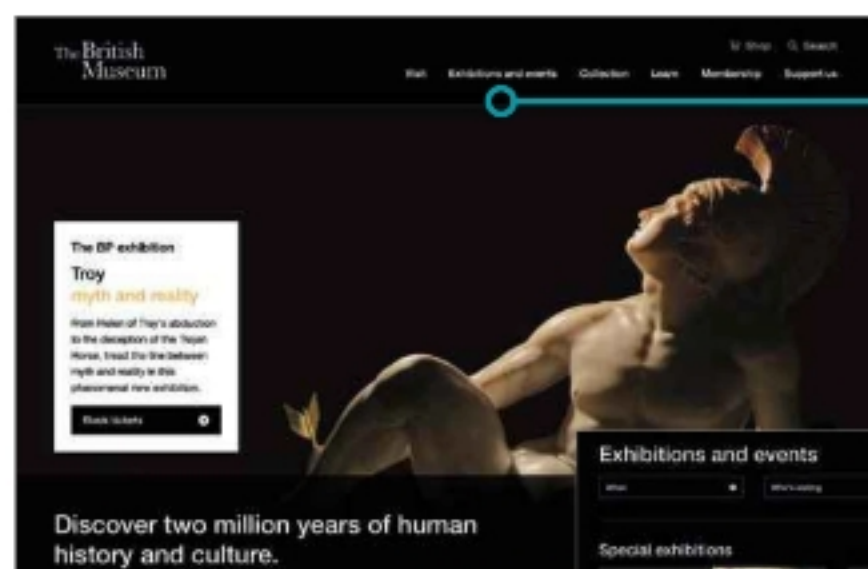 The British
Museum
Shop Search
Visit Exhibitions and events Collection Learn Membership Support us
The BP exhibition
Troy
myth and reality
From Helen of Troy's abduction
to the deception of the Trojan
Horse, tread the line between
myth and reality in this
phenomenal new exhibition.
Book tickets
Exhibitions and events
When Who's visiting
Discover two million years of human
history and culture.
Special exhibitions